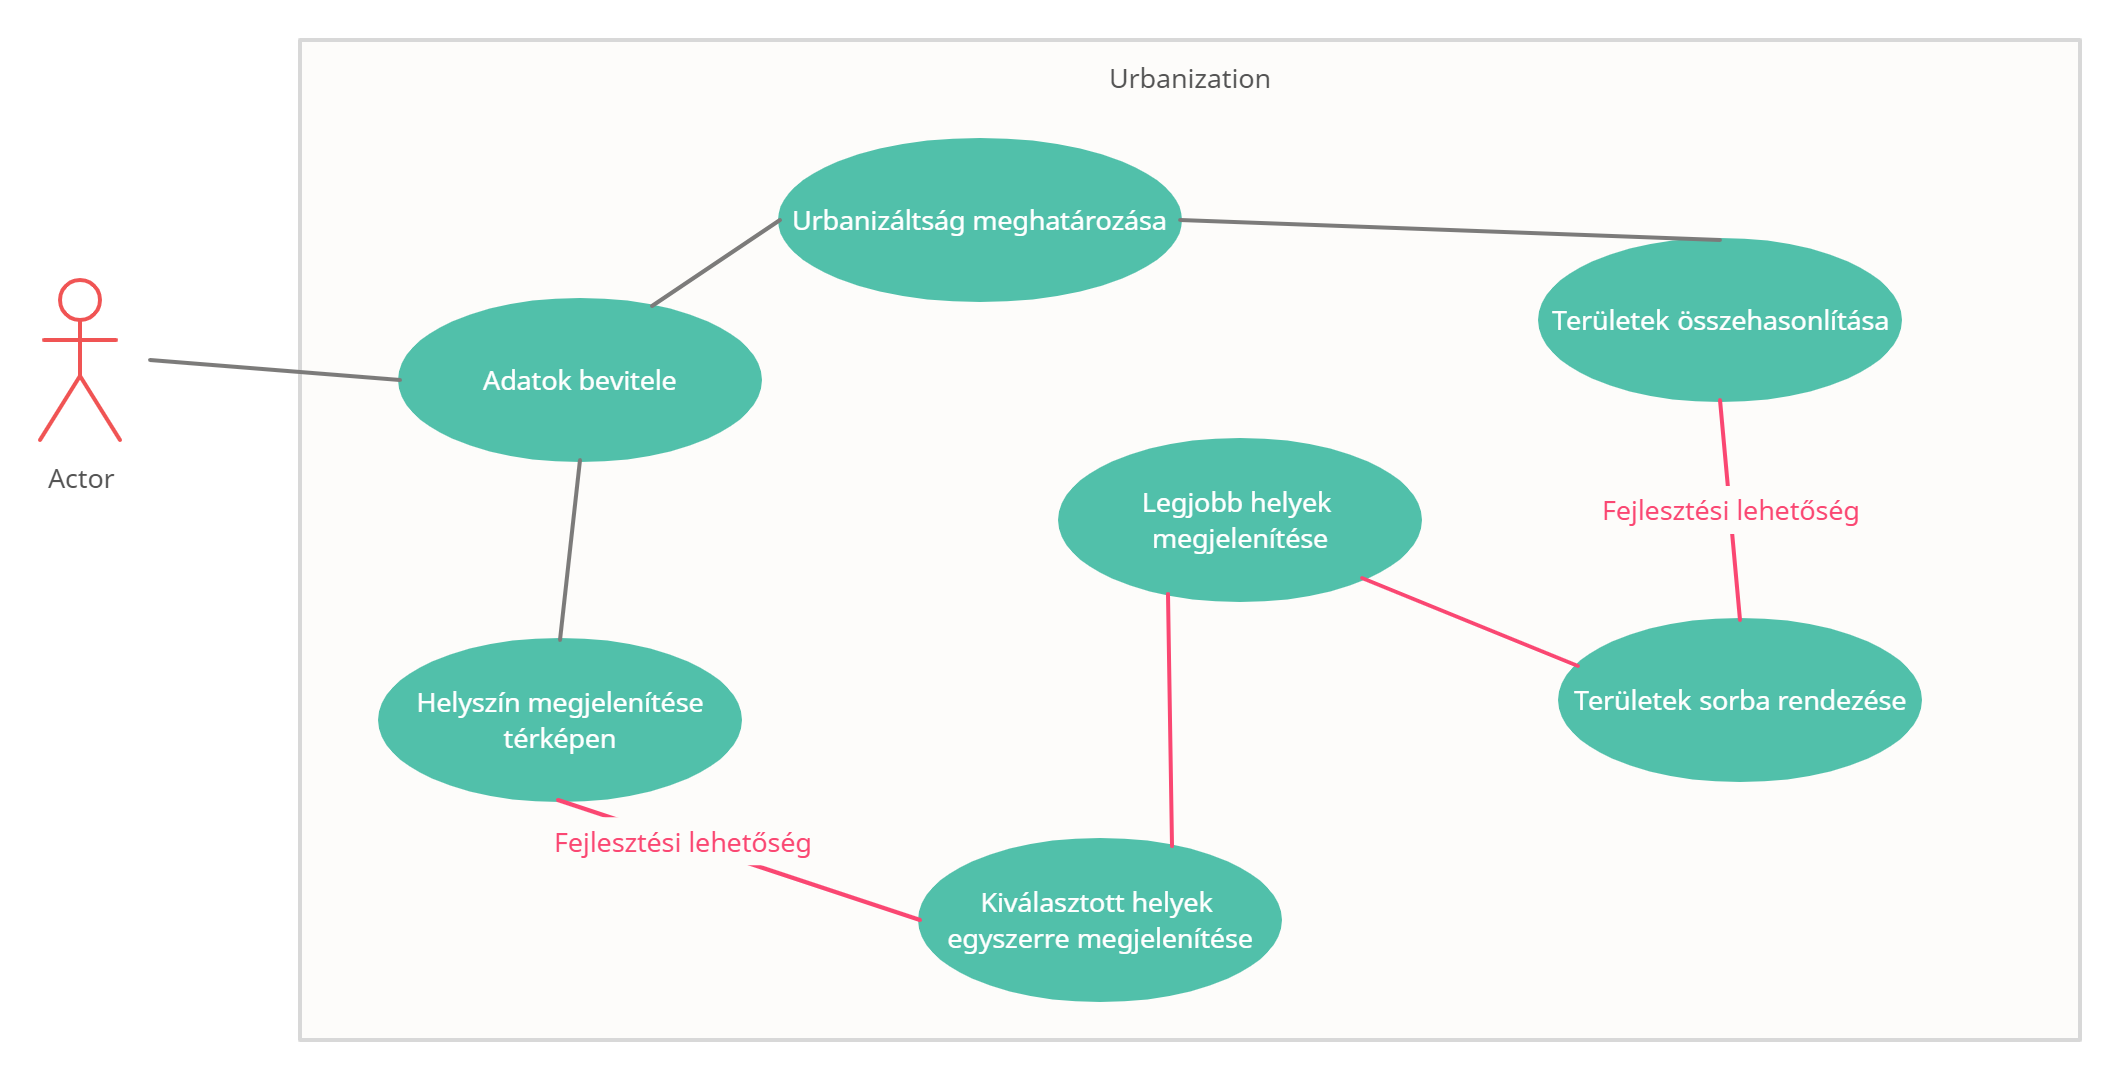 Urbanization
Urbanizáltság meghatározása
Területek összehasonlítása
Adatok bevitele
Actor
Legjobb helyek
megjelenítése
Fejlesztési lehetőség
Helyszín megjelenítése
térképen
Területek sorba rendezése
Fejlesztési lehetőség
Kiválasztott helyek
egyszerre megjelenítése